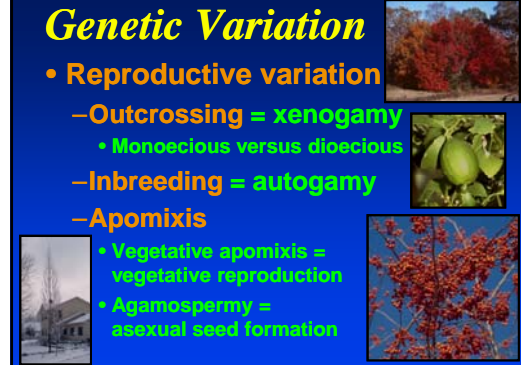 Genetic Variation
• Reproductive variation
–Outcrossing = xenogamy
• Monoecious versus dioecious
–Inbreeding = autogamy
–Apomixis
• Vegetative apomixis =
vegetative reproduction
• Agamospermy =
asexual seed formation